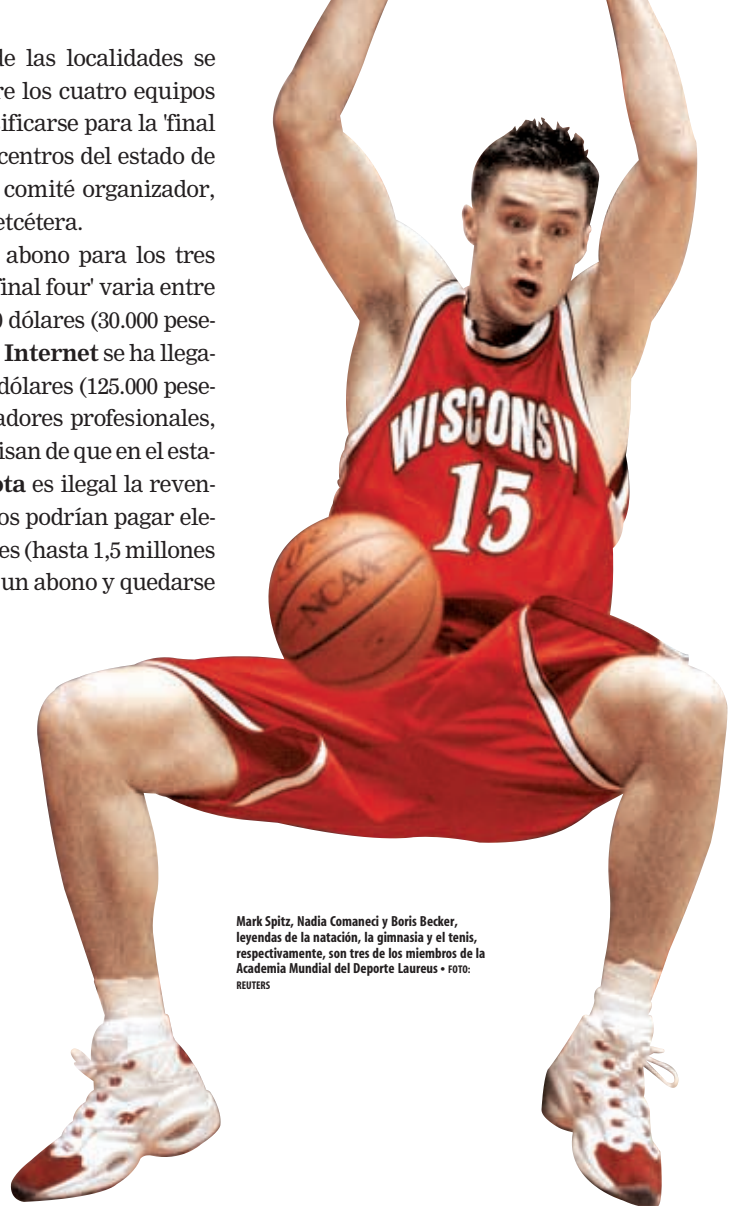 de las localidades se
re los cuatro equipos
sificarse para la 'final
centros del estado de
comité organizador,
etcétera.
abono para los tres
final four' varia entre
0 dólares (30.000 pese-
Internet se ha llega-
dólares (125.000 pese-
adores profesionales,
isan de que en el esta-
ota es ilegal la reven-
os podrían pagar ele-
es (hasta 1,5 millones
un abono y quedarse
WISCONSI
15
NCAA
Mark Spitz, Nadia Comaneci y Boris Becker,
leyendas de la natación, la gimnasia y el tenis,
respectivamente, son tres de los miembros de la
Academia Mundial del Deporte Laureus • FOTO:
REUTERS